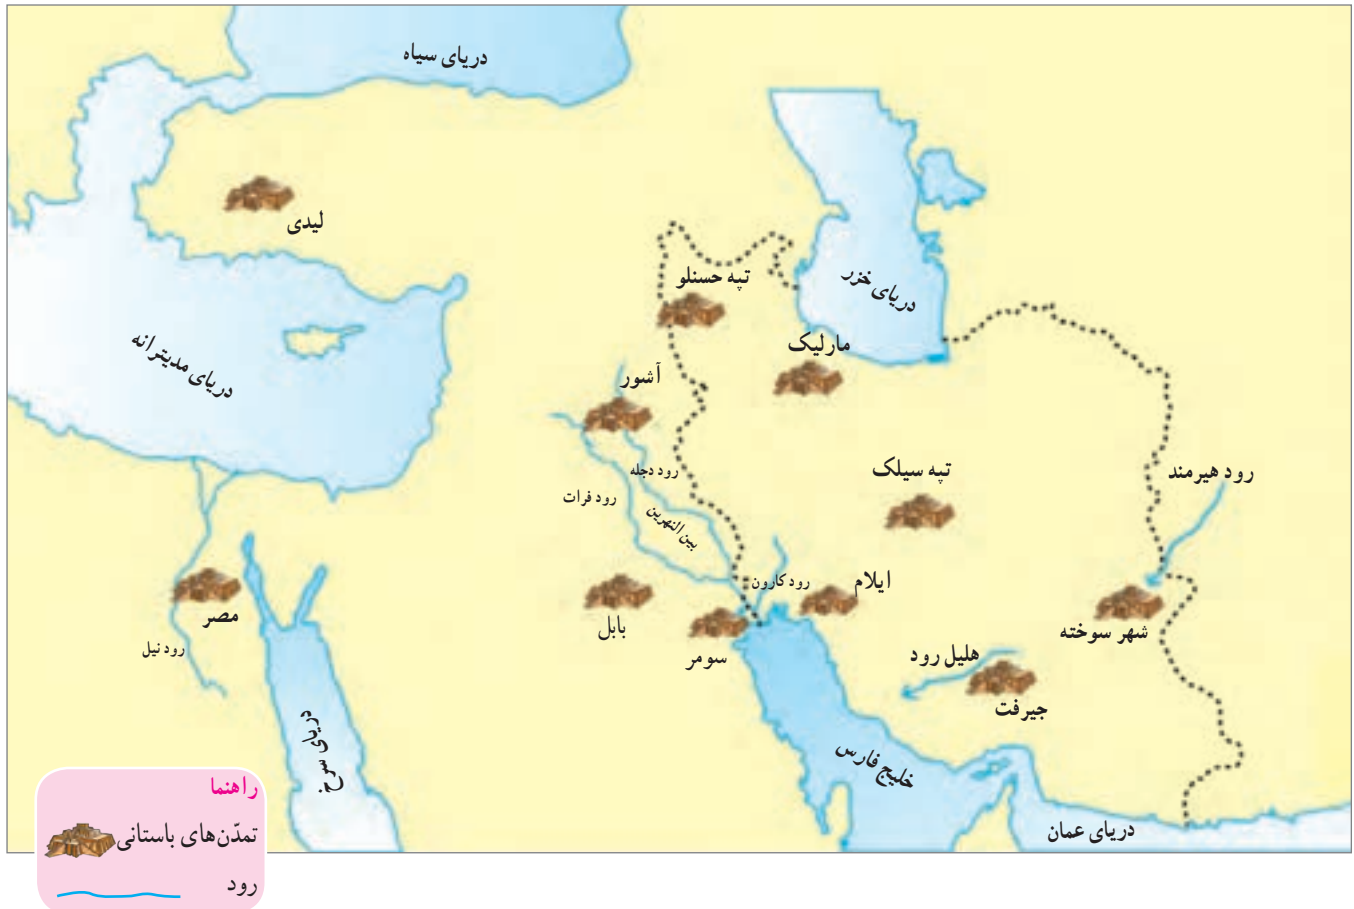 دریای سیاه
لیدی
دریای خزر
تپه حسنلو
مارلیک
دریای مدیترانه
آشور
رود دجله
رود فرات
بین النهرین
تپه سیلک
رود هیرمند
ایلام
رود کارون
بابل
سومر
مصر
رود نیل
شهر سوخته
هلیل رود
جیرفت
دریای سرخ
خلیج فارس
دریای عمان
راهنما
تمدّن‌های باستانی
رود